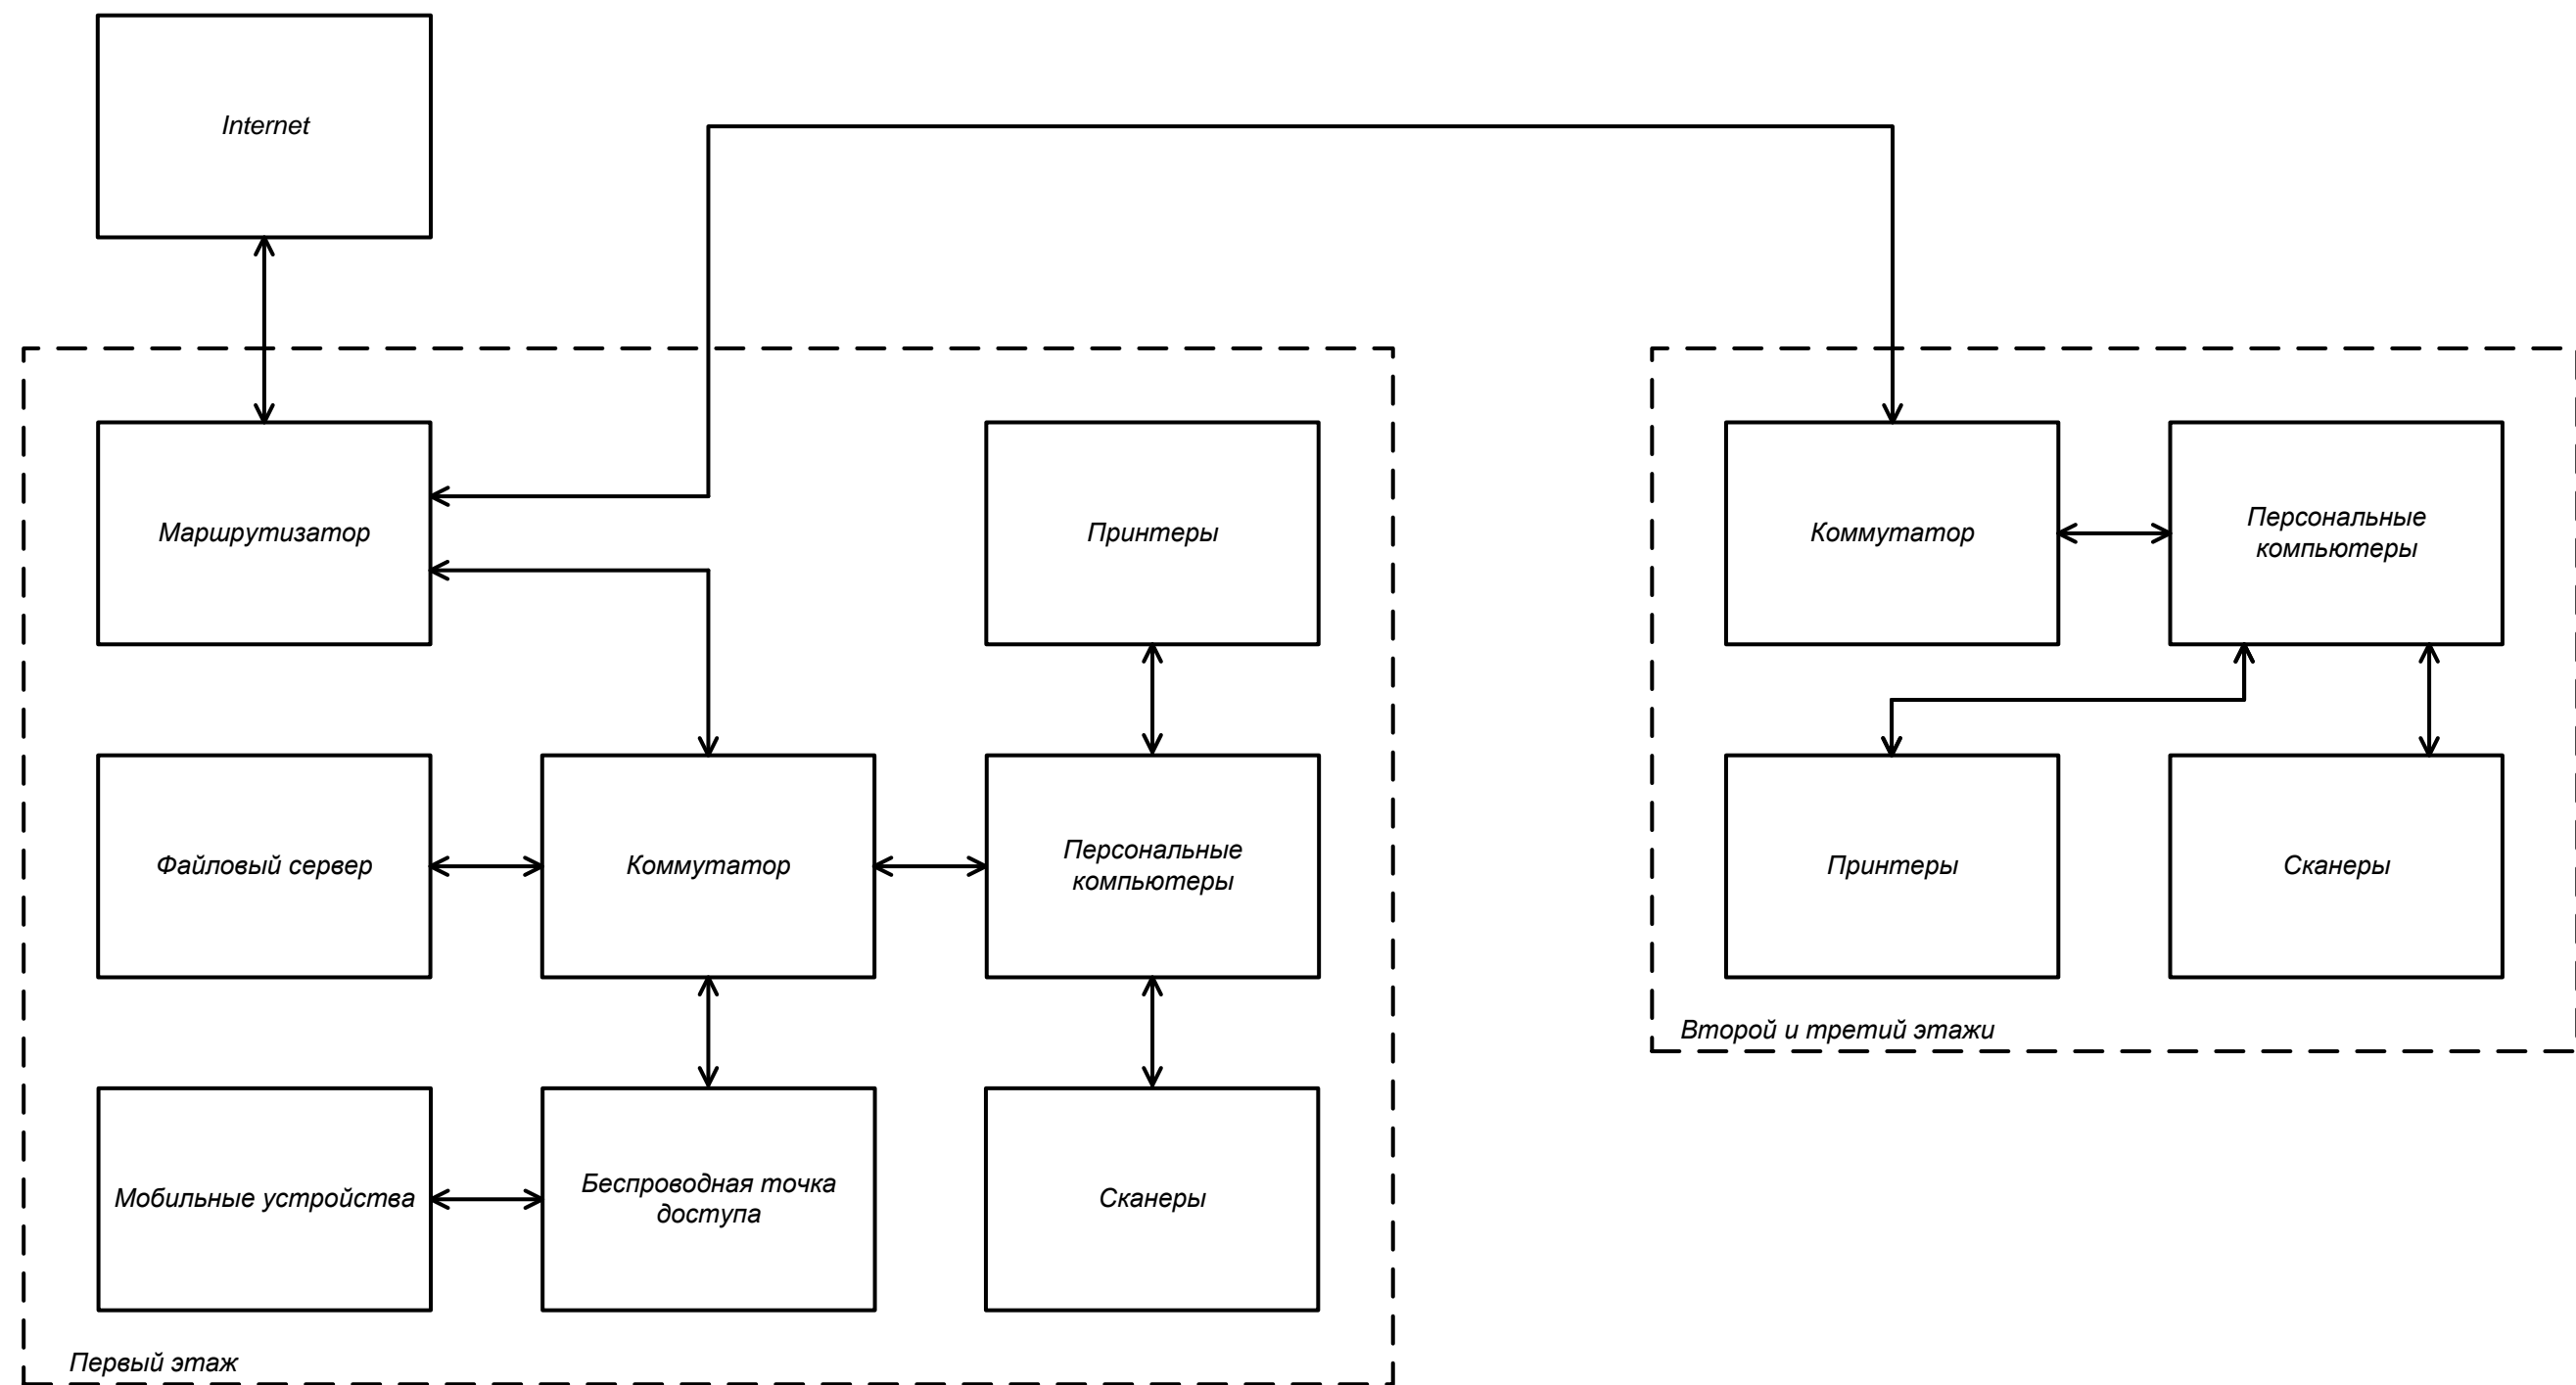 Internet
Маршрутизатор
Принтеры
Коммутатор
Персональные
компьютеры
Файловый сервер
Коммутатор
Персональные
компьютеры
Принтеры
Сканеры
Второй и третий этажи
Мобильные устройства
Беспроводная точка
доступа
Сканеры
Первый этаж